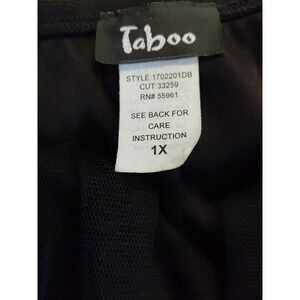 Taboo
STYLE:1702201DB
CUT:33259
RN# 55961
SEE BACK FOR
CARE
INSTRUCTION
1X